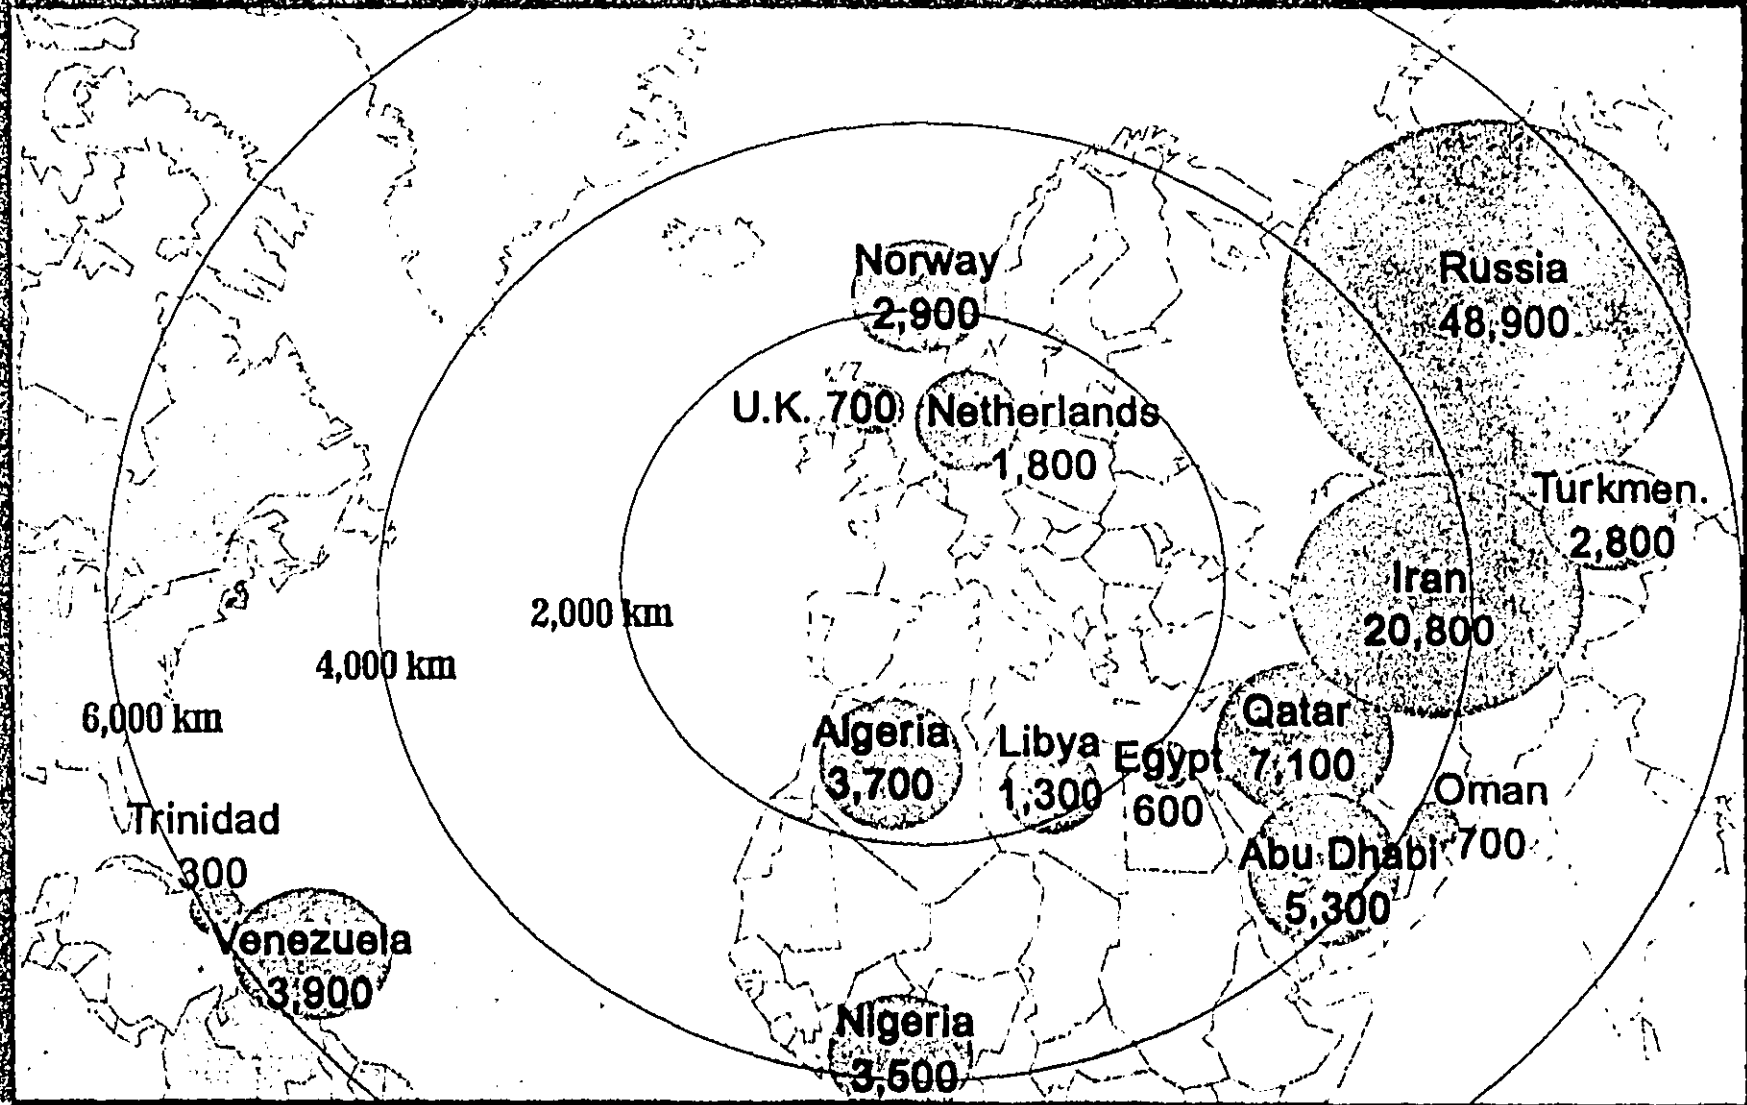 Norway
2,900
Russia
48,900
U.K. 700
Netherlands
1,800
Turkmen.
2,800
Iran
20,800
2,000 km
4,000 km
6,000 km
Algeria
3,700
Libya
1,300
Egypt
600
Qatar
7,100
Oman
700
Abu Dhabi
5,300
Trinidad
300
Venezuela
3,900
Nigeria
3,500